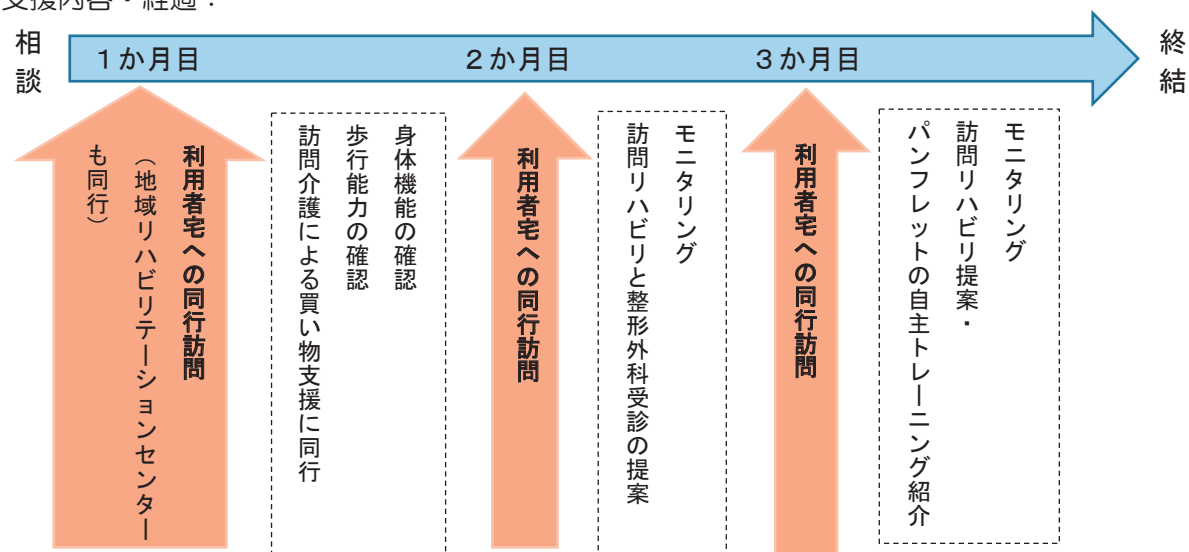 支援内容・経過：
相談
1か月目
2か月目
3か月目
終結
利用者宅への同行訪問
（地域リハビリテーションセンター
も同行）
身体機能の確認
歩行能力の確認
訪問介護による買い物支援に同行
利用者宅への同行訪問
モニタリング
訪問リハビリと整形外科受診の提案
利用者宅への同行訪問
モニタリング
訪問リハビリ提案・
パンフレットの自主トレーニング紹介